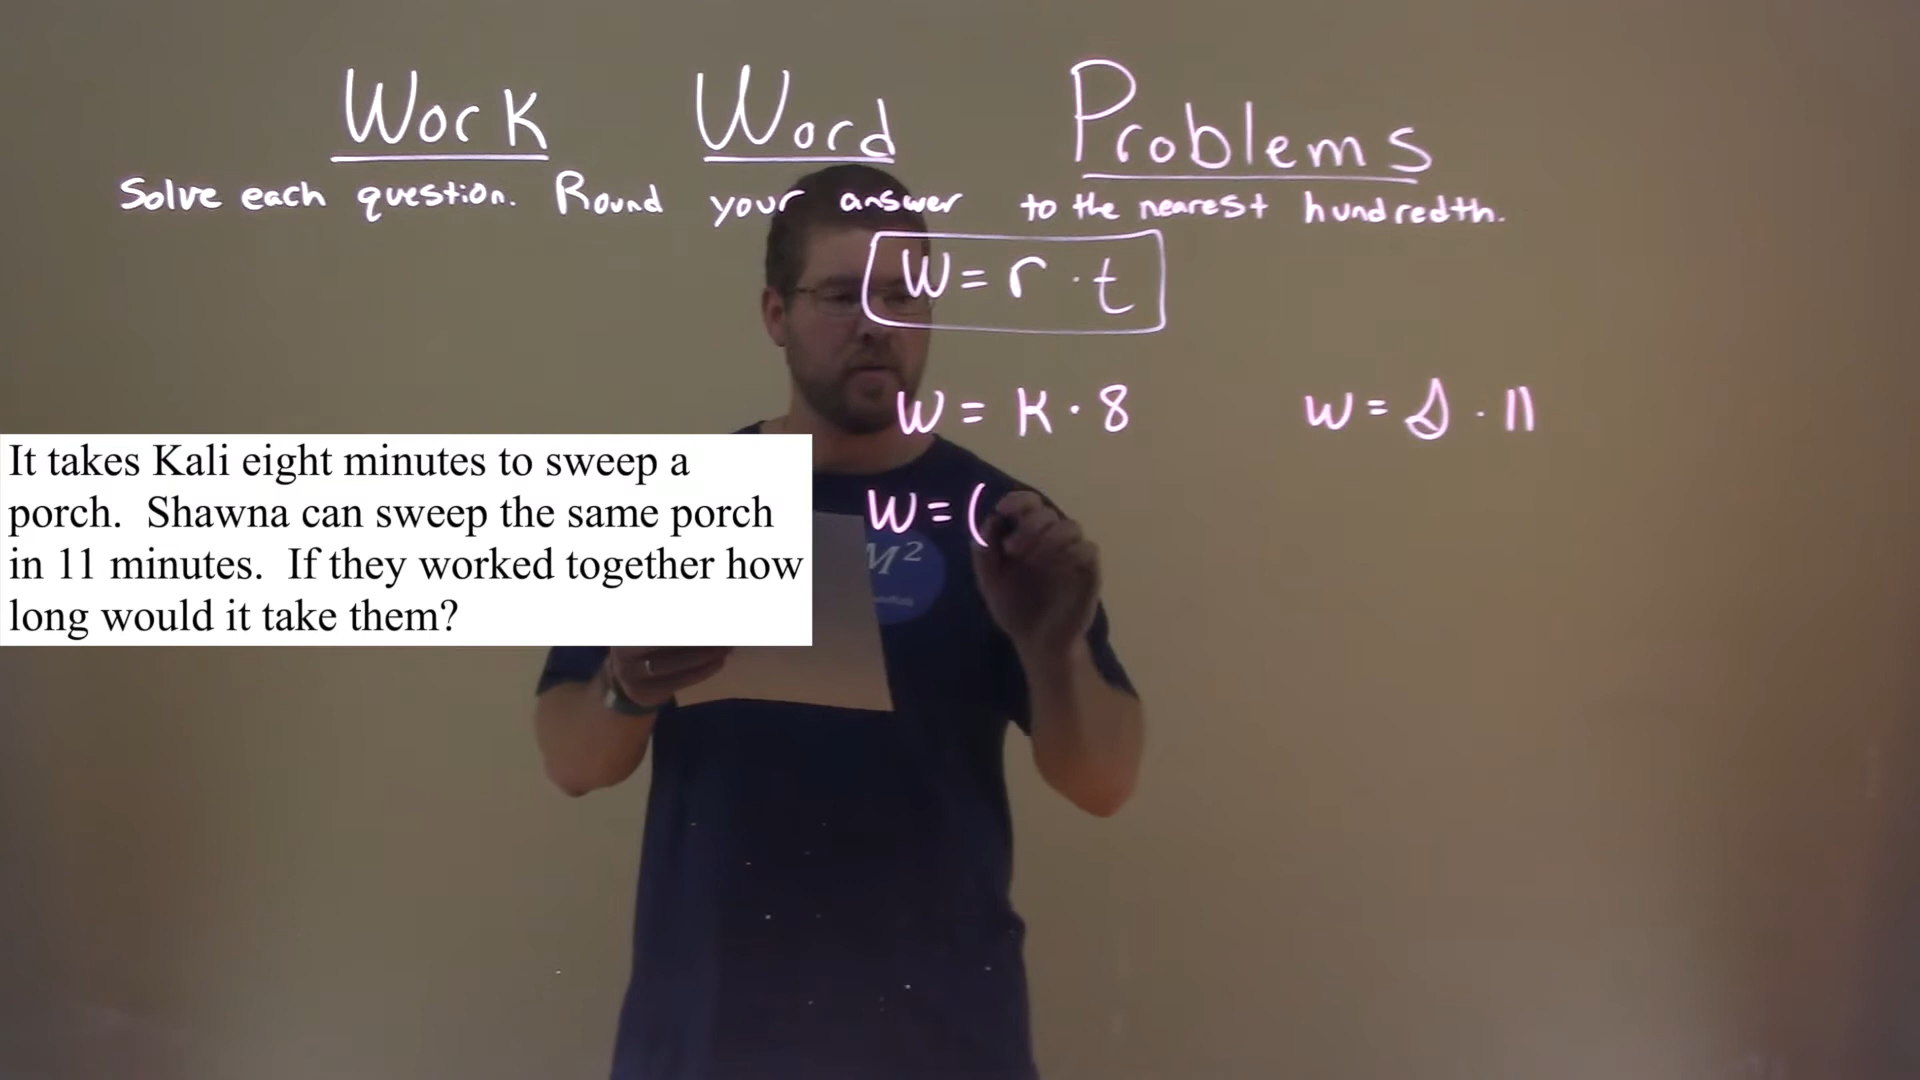 Work Word Problems
Solve each question. Round your answer to the nearest hundredth.
W = r · t
W = K · 8
W = S · 11
W = (
M²
It takes Kali eight minutes to sweep a
porch. Shawna can sweep the same porch
in 11 minutes. If they worked together how
long would it take them?